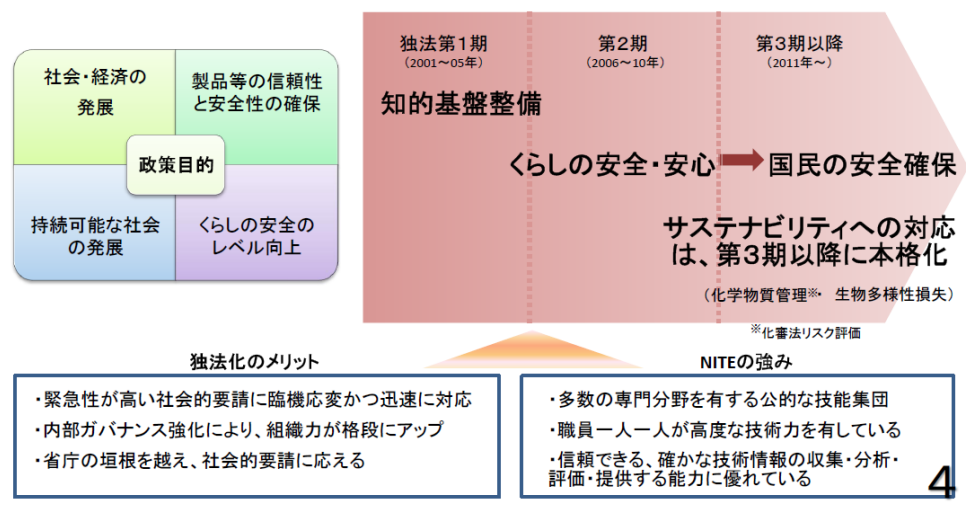 社会・経済の
発展
製品等の信頼性
と安全性の確保
政策目的
持続可能な社会
の発展
くらしの安全の
レベル向上
独法第1期
(2001～05年)
第2期
(2006～10年)
第3期以降
(2011年～)
知的基盤整備
くらしの安全・安心
国民の安全確保
サステナビリティへの対応
は、第3期以降に本格化
(化学物質管理※・ 生物多様性損失)
※化審法リスク評価
独法化のメリット
・緊急性が高い社会的要請に臨機応変かつ迅速に対応
・内部ガバナンス強化により、組織力が格段にアップ
・省庁の垣根を越え、社会的要請に応える
NITEの強み
・多数の専門分野を有する公的な技能集団
・職員一人一人が高度な技術力を有している
・信頼できる、確かな技術情報の収集・分析・
評価・提供する能力に優れている
4